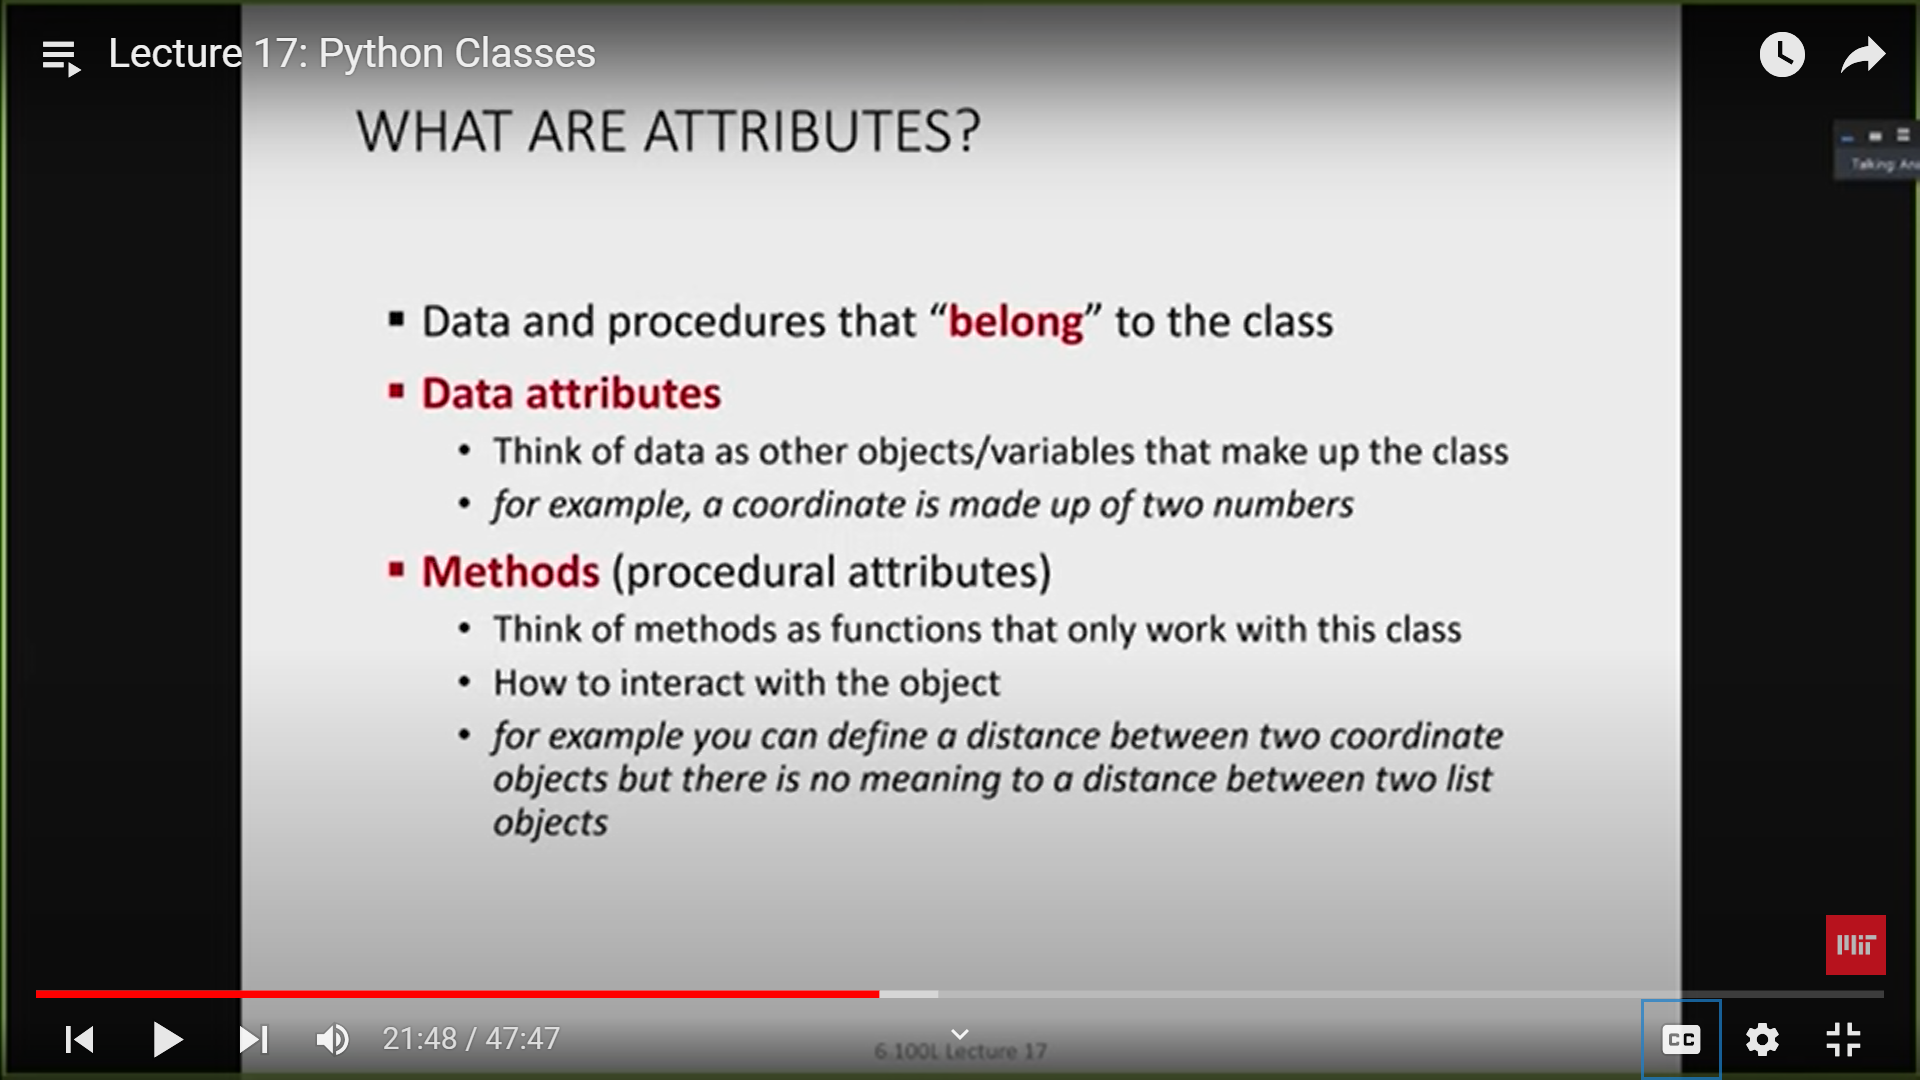 Lecture 17: Python Classes
WHAT ARE ATTRIBUTES?
Talking:
▪ Data and procedures that “belong” to the class
▪ Data attributes
• Think of data as other objects/variables that make up the class
• for example, a coordinate is made up of two numbers
▪ Methods (procedural attributes)
• Think of methods as functions that only work with this class
• How to interact with the object
• for example you can define a distance between two coordinate
objects but there is no meaning to a distance between two list
objects
MIT
21:48 / 47:47
CC
6.100L Lecture 17